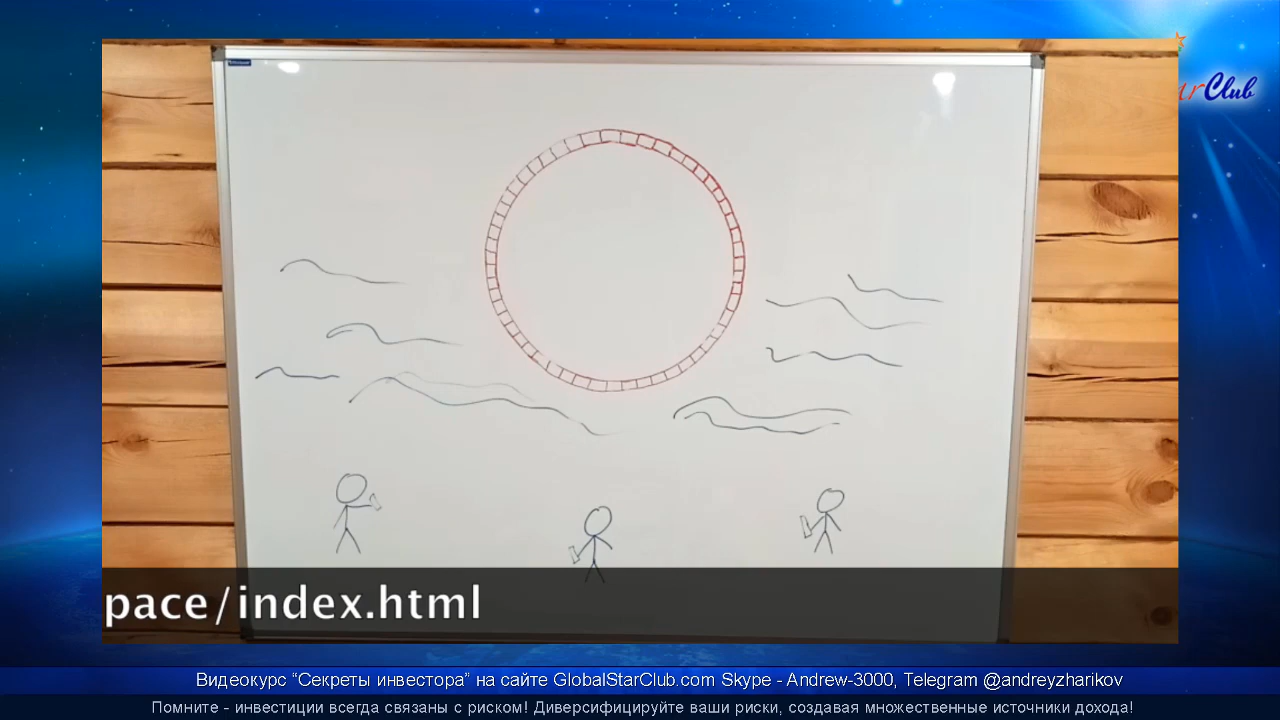 Club
pace/index.html
Видеокурс “Секреты инвестора” на сайте GlobalStarClub.com Skype - Andrew-3000, Telegram @andreyzharikov
Помните - инвестиции всегда связаны с риском! Диверсифицируйте ваши риски, создавая множественные источники дохода!